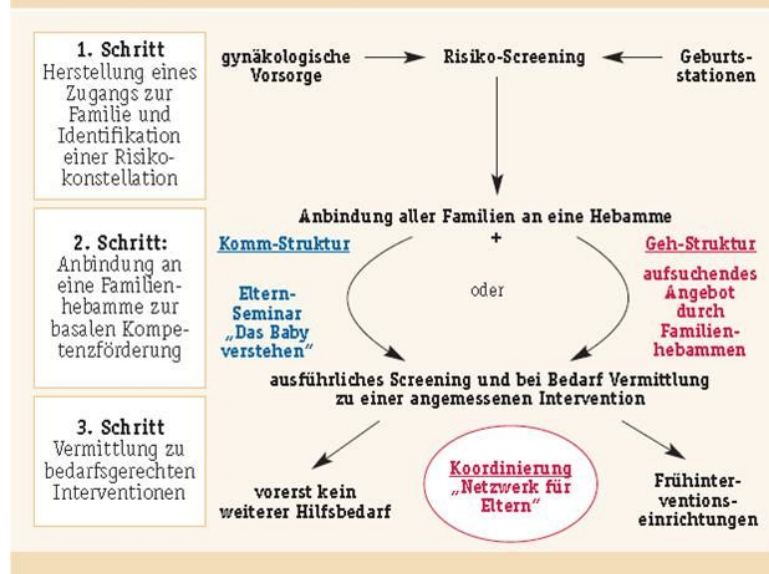 1. Schritt
Herstellung eines
Zugangs zur
Familie und
Identifikation
einer Risiko-
konstellation
gynäkologische
Vorsorge
Risiko-Screening
Geburts-
stationen
2. Schritt:
Anbindung an
eine Familien-
hebamme zur
basalen Kompe-
tenzförderung
Anbindung aller Familien an eine Hebamme
+
Komm-Struktur
Eltern-
Seminar
„Das Baby
verstehen“
oder
Geh-Struktur
aufsuchendes
Angebot
durch
Familien-
hebammen
ausführliches Screening und bei Bedarf Vermittlung
zu einer angemessenen Intervention
3. Schritt
Vermittlung zu
bedarfsgerechten
Interventionen
vorerst kein
weiterer Hilfsbedarf
Koordinierung
„Netzwerk für
Eltern“
Frühinter-
ventions-
einrichtungen